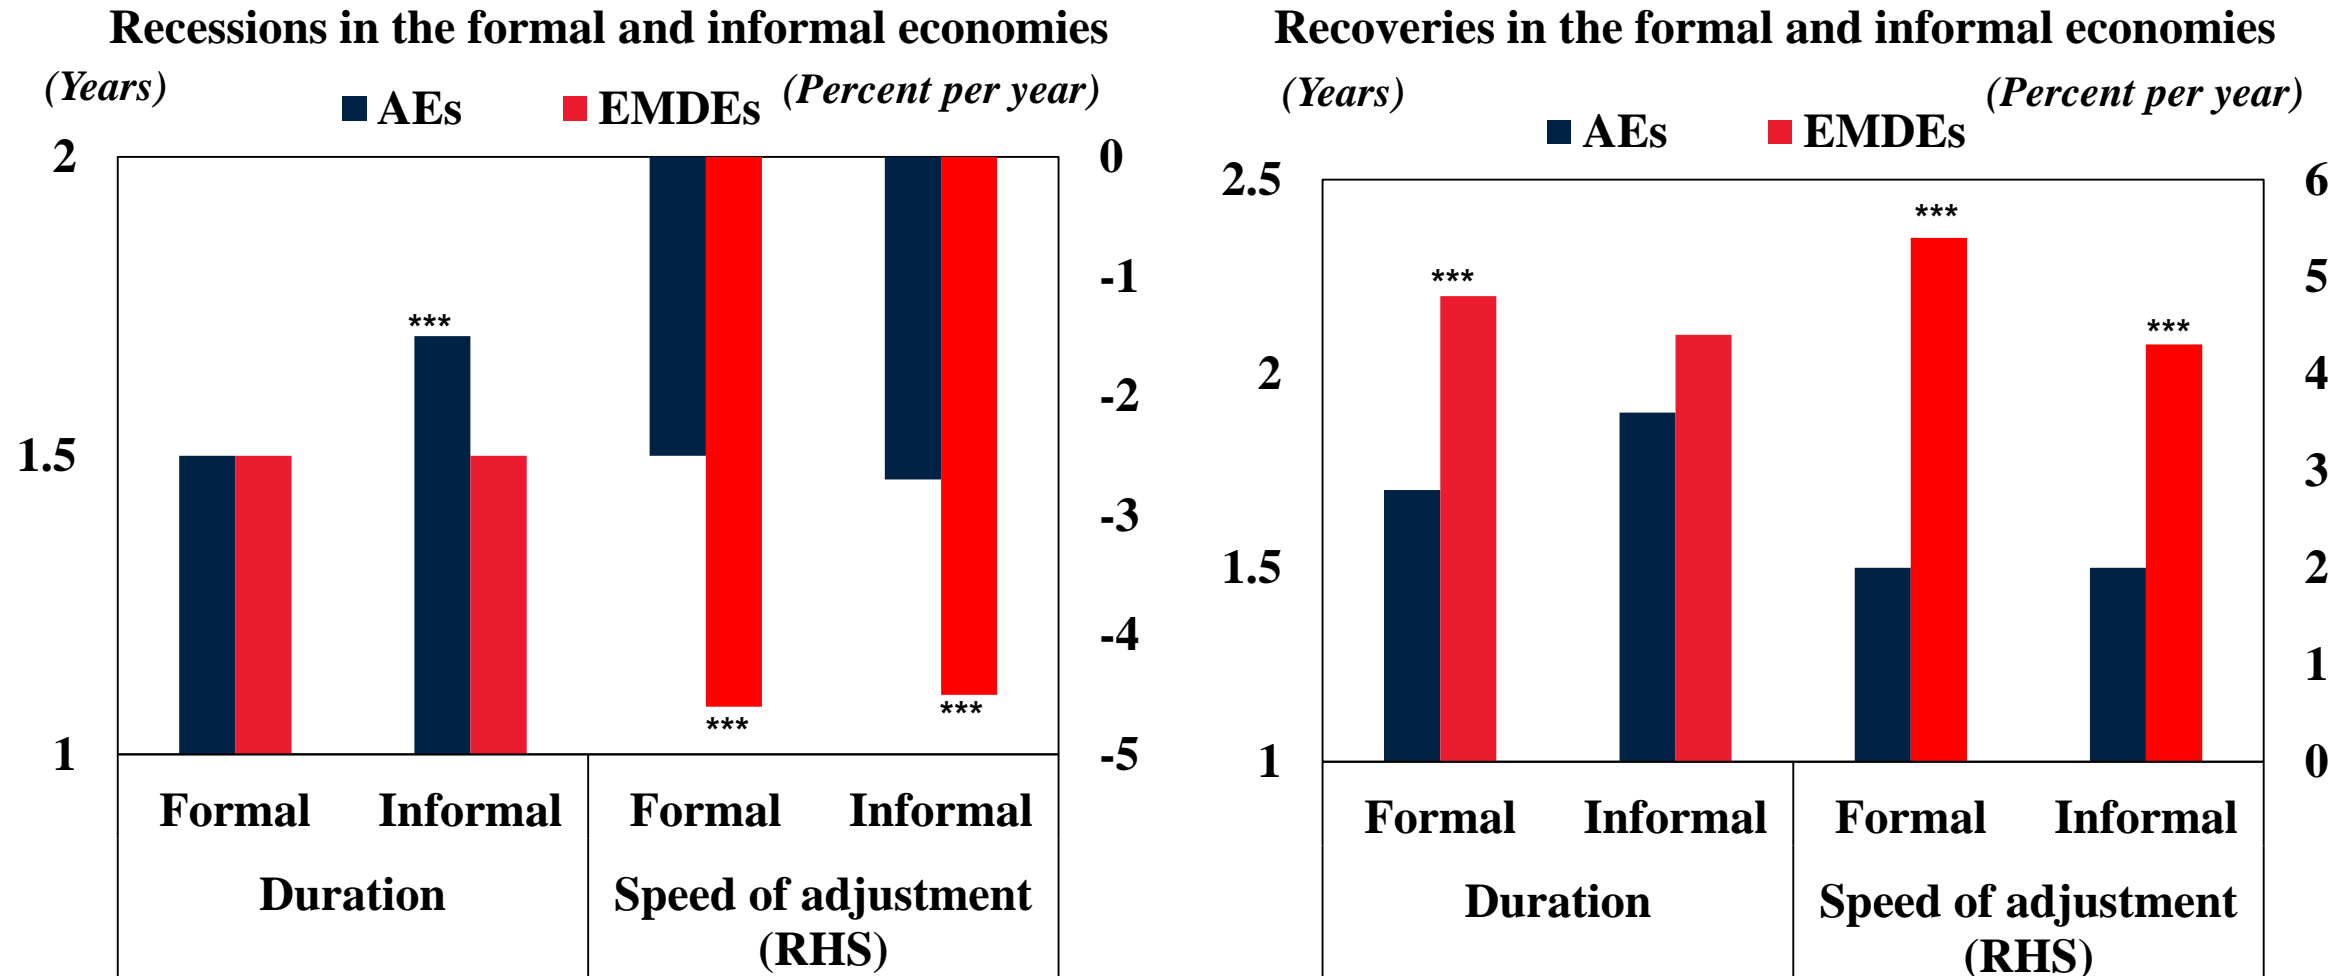 Recessions in the formal and informal economies
(Years)
AEs
EMDEs
(Percent per year)
2
1.5
1
0
-1
-2
-3
-4
-5
***
***
***
Formal
Informal
Formal
Informal
Duration
Speed of adjustment
(RHS)
Recoveries in the formal and informal economies
(Years)
AEs
EMDEs
(Percent per year)
2.5
2
1.5
1
6
5
4
3
2
1
0
***
***
***
Formal
Informal
Formal
Informal
Duration
Speed of adjustment
(RHS)